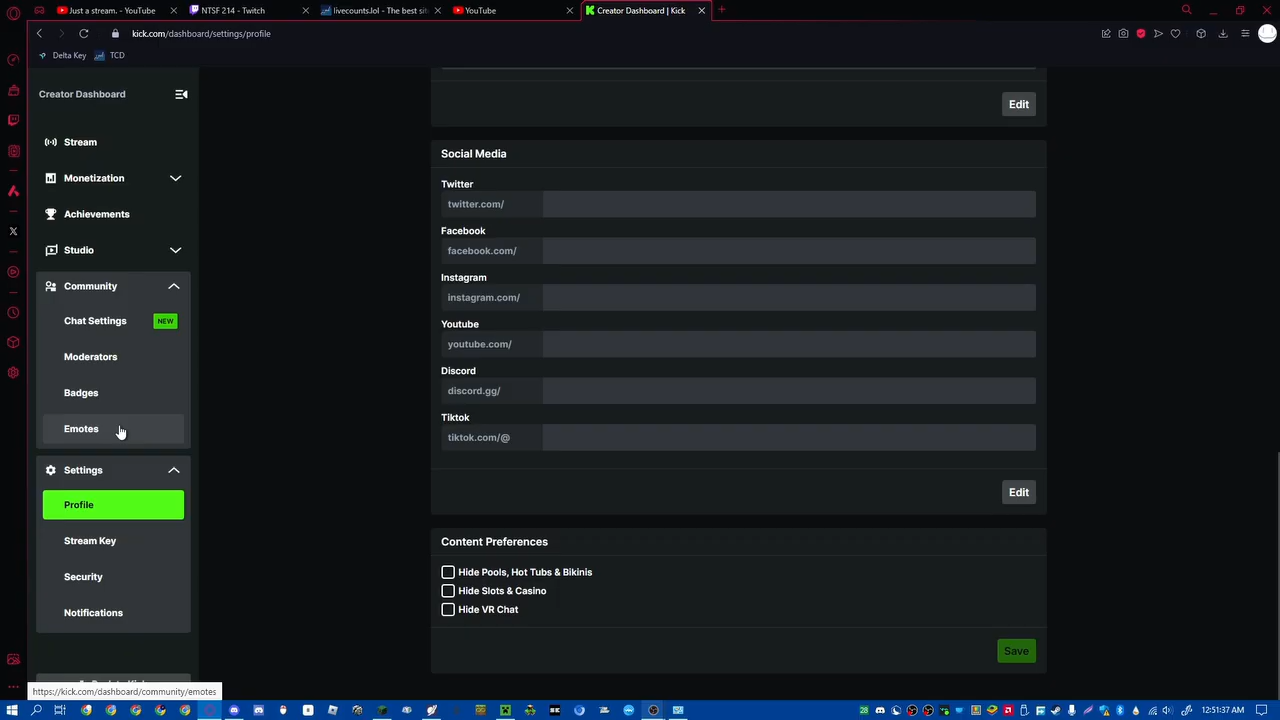 Just a stream. - YouTube
NTSF 214 - Twitch
livecounts.lol - The best sit
YouTube
Creator Dashboard | Kick
kick.com/dashboard/settings/profile
Delta Key
TCD
Creator Dashboard
Stream
Monetization
Achievements
Studio
Community
Chat Settings NEW
Moderators
Badges
Emotes
Settings
Profile
Stream Key
Security
Notifications
https://kick.com/dashboard/community/emotes
Edit
Social Media
Twitter
twitter.com/
Facebook
facebook.com/
Instagram
instagram.com/
Youtube
youtube.com/
Discord
discord.gg/
Tiktok
tiktok.com/@
Edit
Content Preferences
Hide Pools, Hot Tubs & Bikinis
Hide Slots & Casino
Hide VR Chat
Save
28
12:51:37 AM